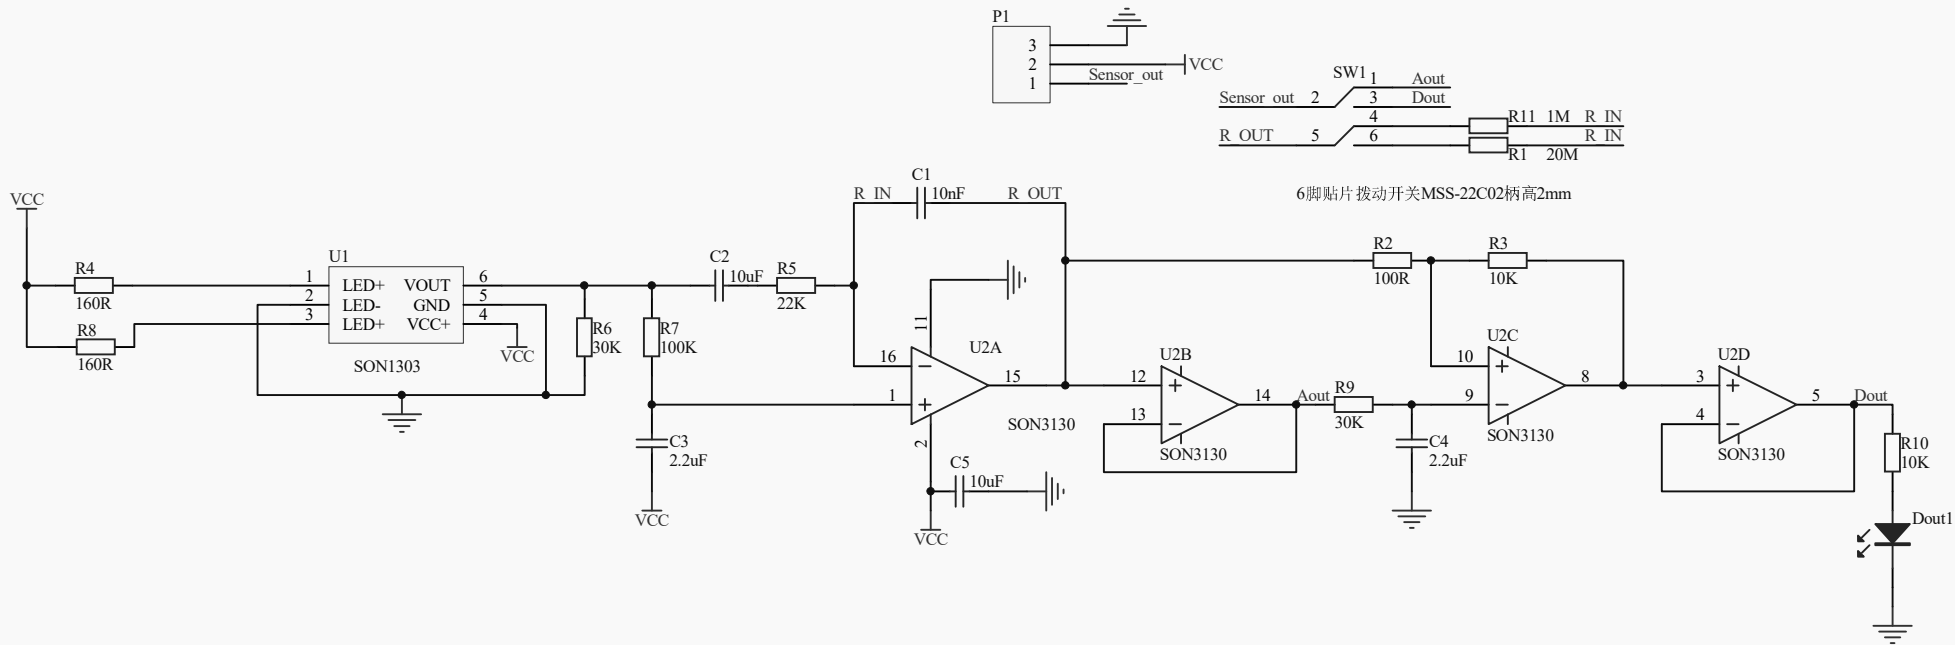 P1
3
2
1
VCC
Sensor_out
SW1
1 Aout
Sensor_out 2 3 Dout
4 R11 1M R_IN
R_OUT 5 6 R_IN
R1 20M
6脚贴片拨动开关MSS-22C02柄高2mm
VCC
R4
160R
R8
160R
U1
1 LED+ VOUT 6
2 LED- GND 5
3 LED+ VCC+ 4
SON1303
VCC
R6
30K
R7
100K
C3
2.2uF
VCC
C2
10uF
R5
22K
C1
R_IN 10nF R_OUT
11
U2A
16
15
1
2
SON3130
C5
10uF
VCC
U2B
12
14
13
SON3130
Aout
R9
30K
C4
2.2uF
R2
100R
R3
10K
U2C
10
8
9
SON3130
U2D
3
5
4
SON3130
Dout
R10
10K
Dout1